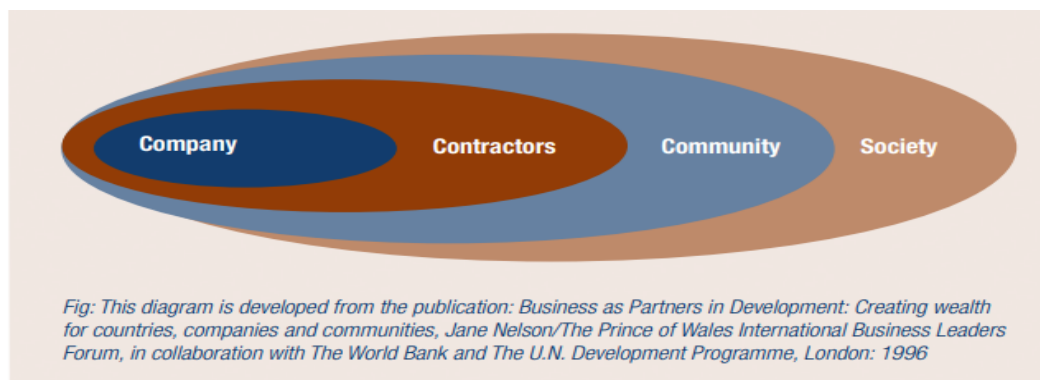 Company Contractors Community Society
Fig: This diagram is developed from the publication: Business as Partners in Development: Creating wealth
for countries, companies and communities, Jane Nelson/The Prince of Wales International Business Leaders
Forum, in collaboration with The World Bank and The U.N. Development Programme, London: 1996